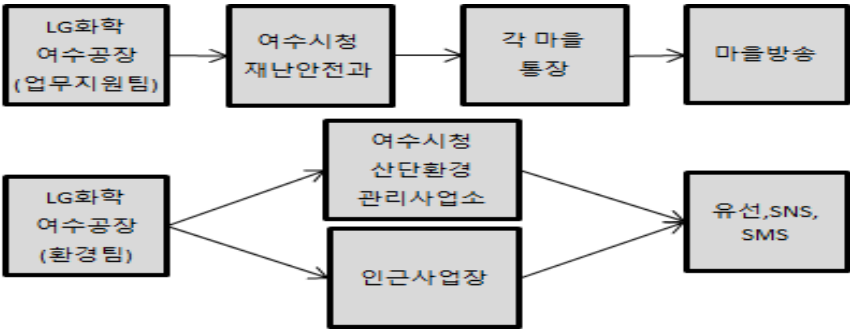 LG화학
여수공장
(업무지원팀)
여수시청
재난안전과
각 마을
통장
마을방송
LG화학
여수공장
(환경팀)
여수시청
산단환경
관리사업소
인근사업장
유선,SNS,
SMS